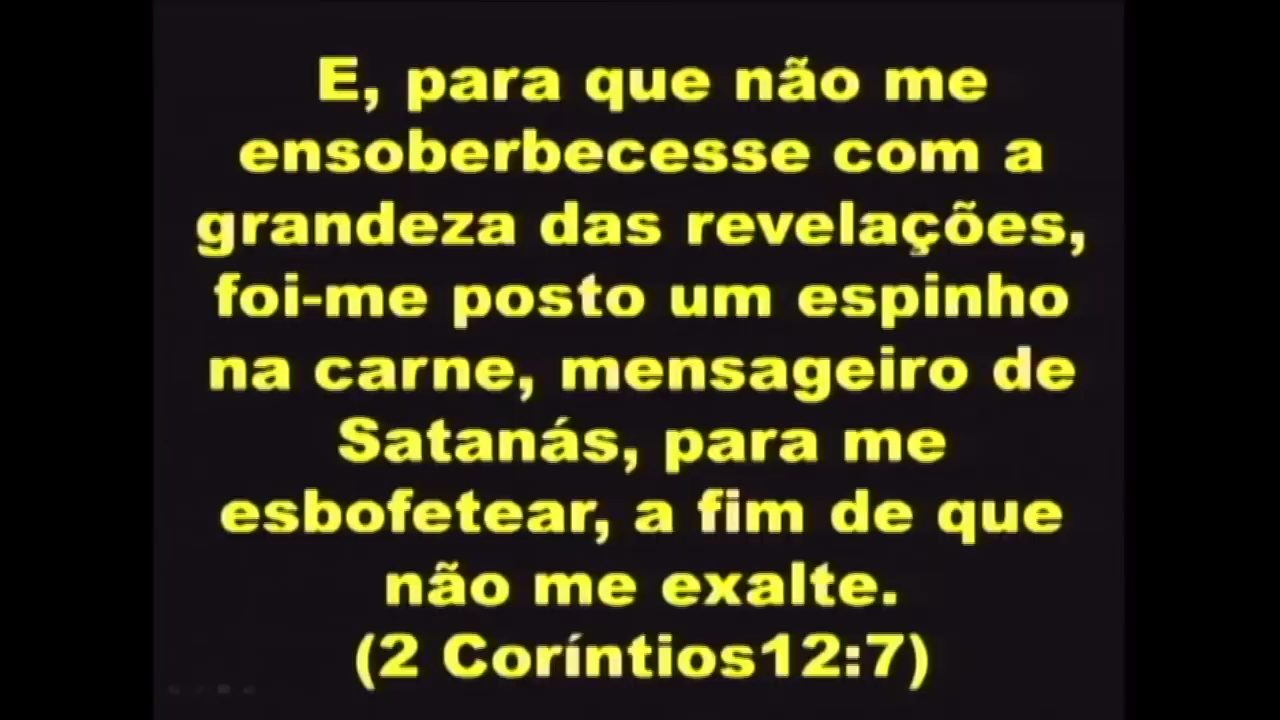 E, para que não me
ensoberbecesse com a
grandeza das revelações,
foi-me posto um espinho
na carne, mensageiro de
Satanás, para me
esbofetear, a fim de que
não me exalte.
(2 Coríntios12:7)